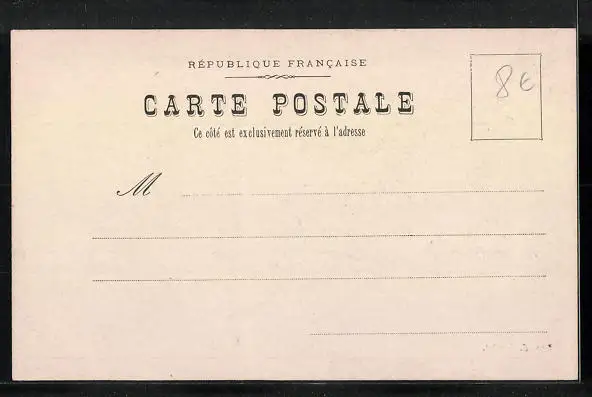 RÉPUBLIQUE FRANÇAISE
8€
CARTE POSTALE
Ce côté est exclusivement réservé à l'adresse
M